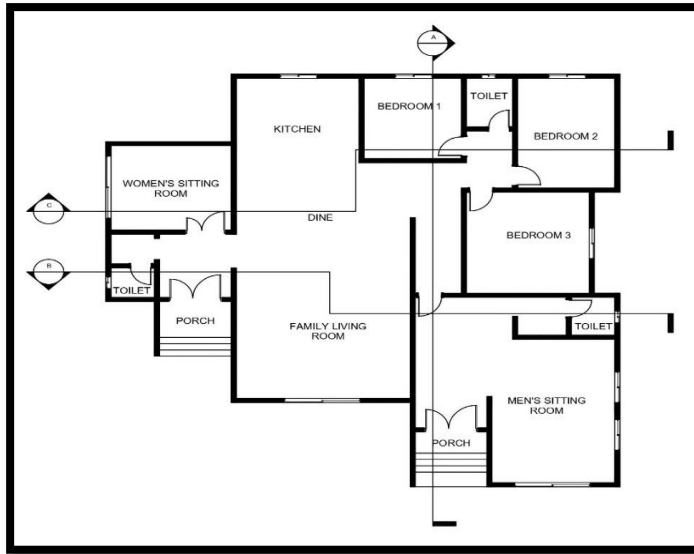 A
BEDROOM 1
TOILET
KITCHEN
BEDROOM 2
WOMEN'S SITTING
ROOM
C
DINE
BEDROOM 3
B
TOILET
PORCH
FAMILY LIVING
ROOM
TOILET
MEN'S SITTING
ROOM
PORCH